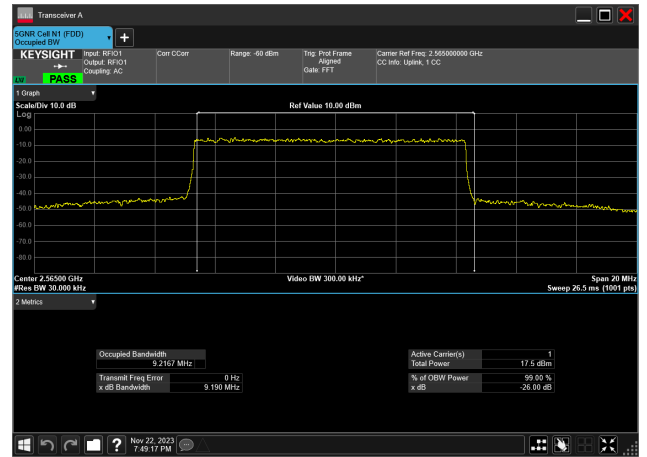 Transceiver A
5GNR Cell N1 (FDD)
Occupied BW
KEYSIGHT
LXI
PASS
Input: RFIO1
Output: RFIO1
Coupling: AC
Corr CCorr
Range: -60 dBm
Trig: Prot Frame
Aligned
Gate: FFT
Carrier Ref Freq: 2.565000000 GHz
CC Info: Uplink, 1 CC
1 Graph
Scale/Div 10.0 dB
Ref Value 10.00 dBm
Log
0.00
-10.0
-20.0
-30.0
-40.0
-50.0
-60.0
-70.0
-80.0
Center 2.56500 GHz
Video BW 300.00 kHz*
Span 20 MHz
#Res BW 30.000 kHz
Sweep 26.5 ms (1001 pts)
2 Metrics
Occupied Bandwidth
9.2167 MHz
Transmit Freq Error 0 Hz
x dB Bandwidth 9.190 MHz
Active Carrier(s) 1
Total Power 17.5 dBm
% of OBW Power 99.00 %
x dB -26.00 dB
Nov 22, 2023
7:49:17 PM